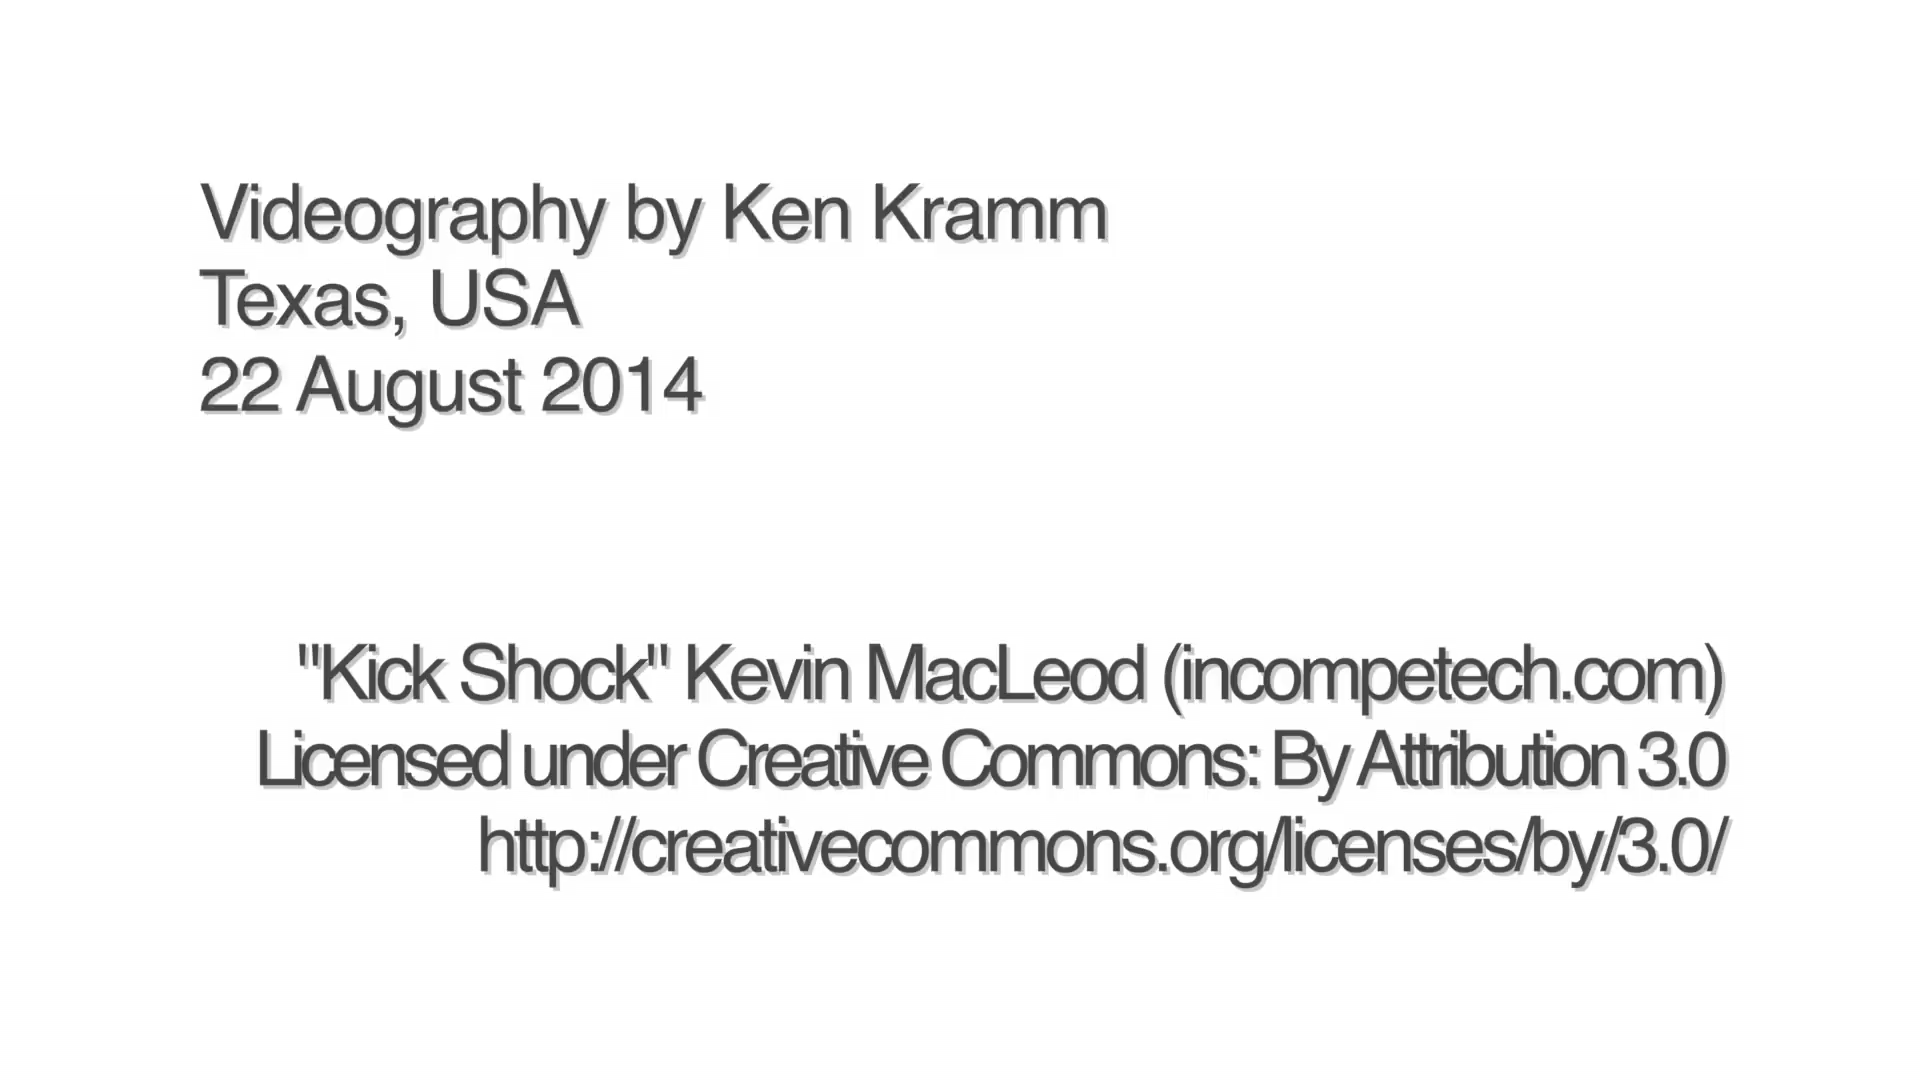 Videography by Ken Kramm
Texas, USA
22 August 2014
"Kick Shock" Kevin MacLeod (incompetech.com)
Licensed under Creative Commons: By Attribution 3.0
http://creativecommons.org/licenses/by/3.0/